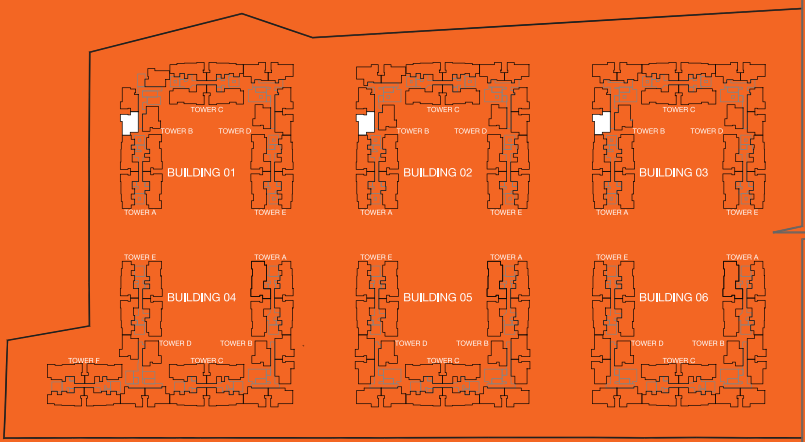 TOWER C TOWER C TOWER C
TOWER B TOWER D TOWER B TOWER D TOWER B TOWER D
BUILDING 01 BUILDING 02 BUILDING 03
TOWER A TOWER E TOWER A TOWER E TOWER A TOWER E
TOWER E TOWER A TOWER E TOWER A TOWER E TOWER A
BUILDING 04 BUILDING 05 BUILDING 06
TOWER D TOWER B TOWER D TOWER B TOWER D TOWER B
TOWER F TOWER C TOWER C TOWER C